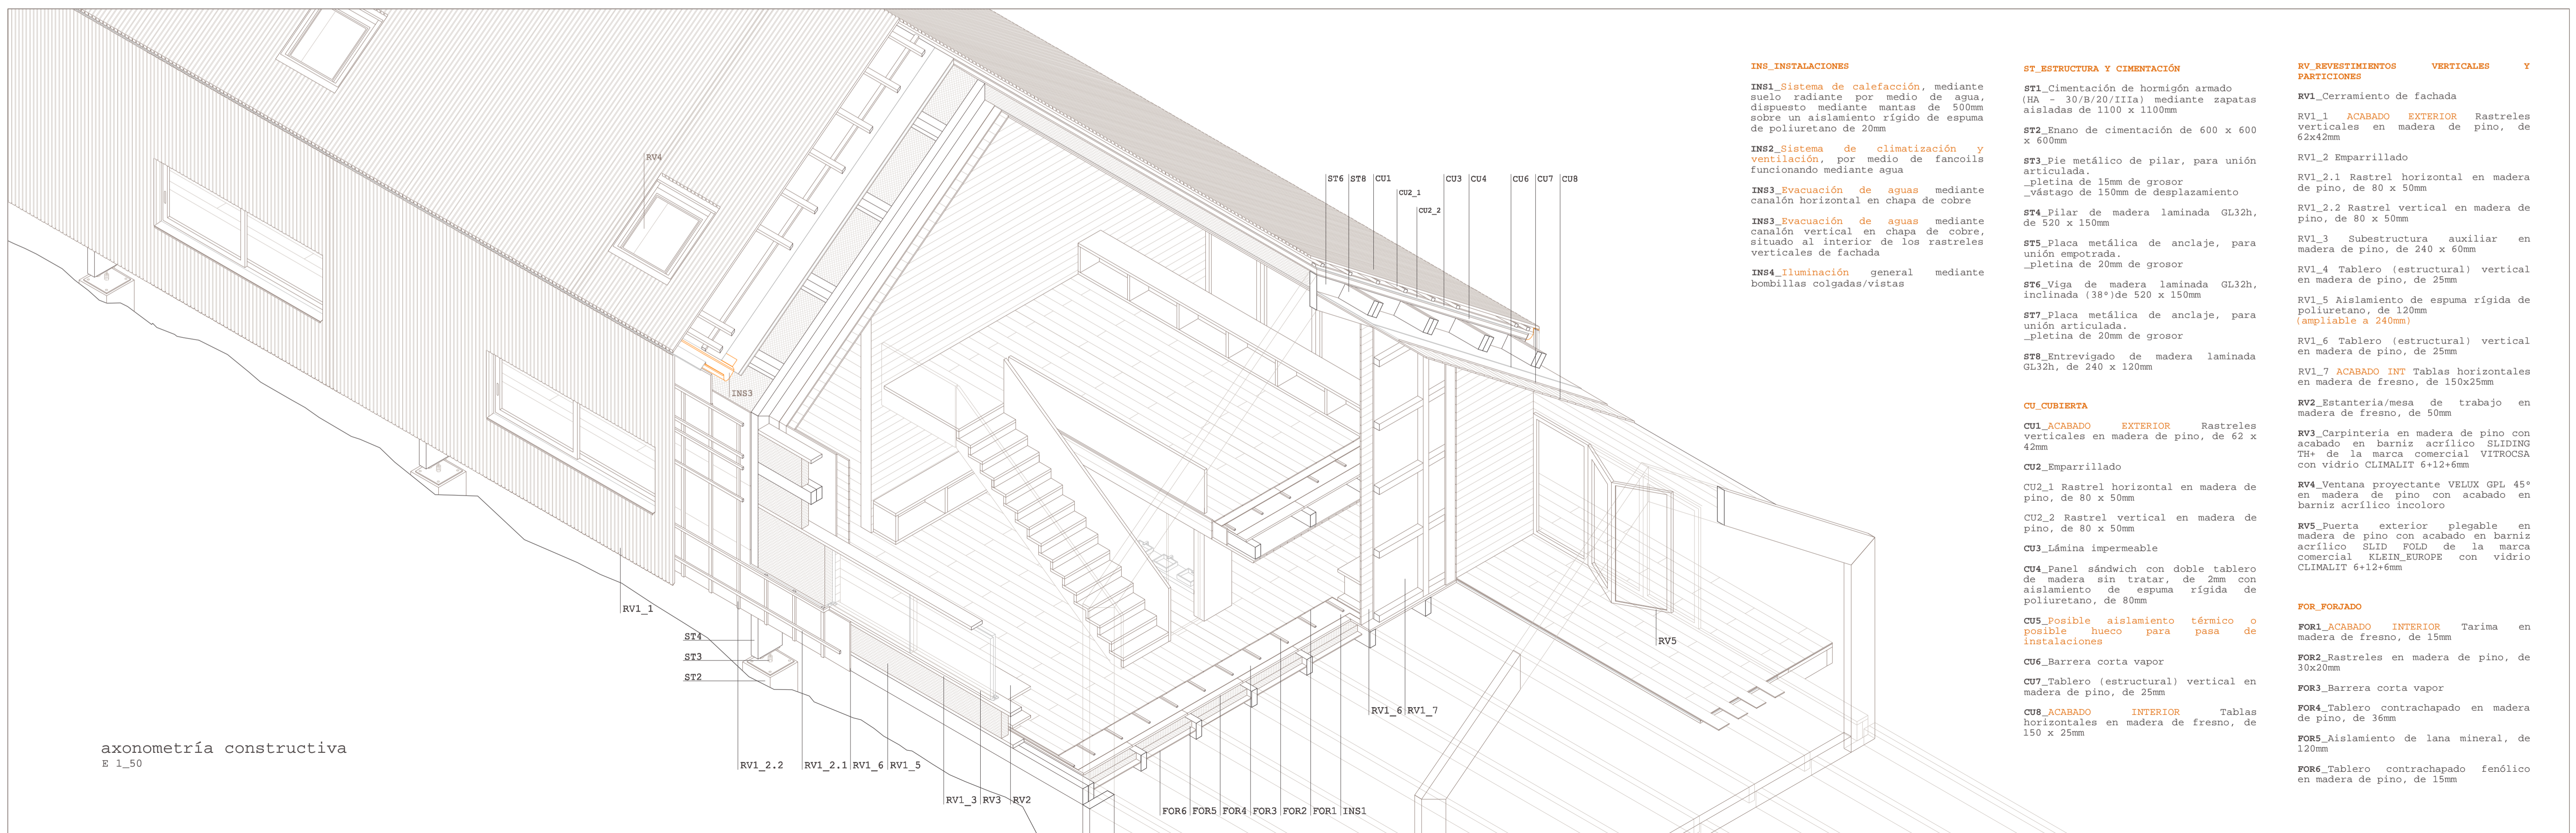 RV4
INS3
RV1_1
ST4
ST3
ST2
RV1_2.2
RV1_2.1
RV1_6
RV1_5
RV1_3
RV3
RV2
FOR6
FOR5
FOR4
FOR3
FOR2
FOR1
INS1
RV1_6
RV1_7
RV5
ST6
ST8
CU1
CU2_1
CU2_2
CU3
CU4
CU6
CU7
CU8
axonometría constructiva
E 1_50
INS_INSTALACIONES
INS1_Sistema de calefacción, mediante
suelo radiante por medio de agua,
dispuesto mediante mantas de 500mm
sobre un aislamiento rígido de espuma
de poliuretano de 20mm
INS2_Sistema de climatización y
ventilación, por medio de fancoils
funcionando mediante agua
INS3_Evacuación de aguas mediante
canalón horizontal en chapa de cobre
INS3_Evacuación de aguas mediante
canalón vertical en chapa de cobre,
situado al interior de los rastreles
verticales de fachada
INS4_Iluminación general mediante
bombillas colgadas/vistas
ST_ESTRUCTURA Y CIMENTACIÓN
ST1_Cimentación de hormigón armado
(HA - 30/B/20/IIIa) mediante zapatas
aisladas de 1100 x 1100mm
ST2_Enano de cimentación de 600 x 600
x 600mm
ST3_Pie metálico de pilar, para unión
articulada.
_pletina de 15mm de grosor
_vástago de 150mm de desplazamiento
ST4_Pilar de madera laminada GL32h,
de 520 x 150mm
ST5_Placa metálica de anclaje, para
unión empotrada.
_pletina de 20mm de grosor
ST6_Viga de madera laminada GL32h,
inclinada (38º)de 520 x 150mm
ST7_Placa metálica de anclaje, para
unión articulada.
_pletina de 20mm de grosor
ST8_Entrevigado de madera laminada
GL32h, de 240 x 120mm
CU_CUBIERTA
CU1_ACABADO EXTERIOR Rastreles
verticales en madera de pino, de 62 x
42mm
CU2_Emparrillado
CU2_1 Rastrel horizontal en madera de
pino, de 80 x 50mm
CU2_2 Rastrel vertical en madera de
pino, de 80 x 50mm
CU3_Lámina impermeable
CU4_Panel sándwich con doble tablero
de madera sin tratar, de 2mm con
aislamiento de espuma rígida de
poliuretano, de 80mm
CU5_Posible aislamiento térmico o
posible hueco para pasa de
instalaciones
CU6_Barrera corta vapor
CU7_Tablero (estructural) vertical en
madera de pino, de 25mm
CU8_ACABADO INTERIOR Tablas
horizontales en madera de fresno, de
150 x 25mm
RV_REVESTIMIENTOS VERTICALES Y
PARTICIONES
RV1_Cerramiento de fachada
RV1_1 ACABADO EXTERIOR Rastreles
verticales en madera de pino, de
62x42mm
RV1_2 Emparrillado
RV1_2.1 Rastrel horizontal en madera
de pino, de 80 x 50mm
RV1_2.2 Rastrel vertical en madera de
pino, de 80 x 50mm
RV1_3 Subestructura auxiliar en
madera de pino, de 240 x 60mm
RV1_4 Tablero (estructural) vertical
en madera de pino, de 25mm
RV1_5 Aislamiento de espuma rígida de
poliuretano, de 120mm
(ampliable a 240mm)
RV1_6 Tablero (estructural) vertical
en madera de pino, de 25mm
RV1_7 ACABADO INT Tablas horizontales
en madera de fresno, de 150x25mm
RV2_Estanteria/mesa de trabajo en
madera de fresno, de 50mm
RV3_Carpinteria en madera de pino con
acabado en barniz acrílico SLIDING
TH+ de la marca comercial VITROCSA
con vidrio CLIMALIT 6+12+6mm
RV4_Ventana proyectante VELUX GPL 45º
en madera de pino con acabado en
barniz acrílico incoloro
RV5_Puerta exterior plegable en
madera de pino con acabado en barniz
acrílico SLID FOLD de la marca
comercial KLEIN_EUROPE con vidrio
CLIMALIT 6+12+6mm
FOR_FORJADO
FOR1_ACABADO INTERIOR Tarima en
madera de fresno, de 15mm
FOR2_Rastreles en madera de pino, de
30x20mm
FOR3_Barrera corta vapor
FOR4_Tablero contrachapado en madera
de pino, de 36mm
FOR5_Aislamiento de lana mineral, de
120mm
FOR6_Tablero contrachapado fenólico
en madera de pino, de 15mm